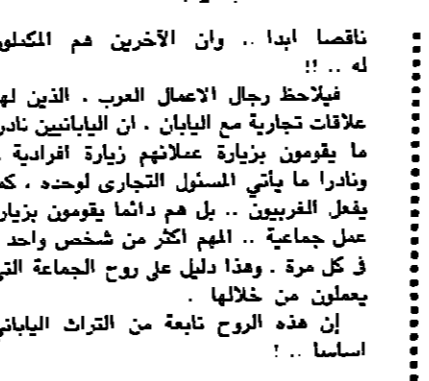 ناقصا ابدا .. وان الآخرين هم المكملو
له .. !!
فيلاحظ رجال الاعمال العرب . الذين له
علاقات تجارية مع اليابان . ان اليابانيين نادر
ما يقومون بزيارة عملائهم زيارة افرادية .
ونادرا ما يأتي المسئول التجارى لوحده ، كم
يفعل الغربيون .. بل هم دائما يقومون بزيار
عمل جماعية .. المهم اكثر من شخص واحد
فى كل مرة . وهذا دليل على روح الجماعة الت
يعملون من خلالها .
إن هذه الروح نابعة من التراث اليابان
اساسا .. !